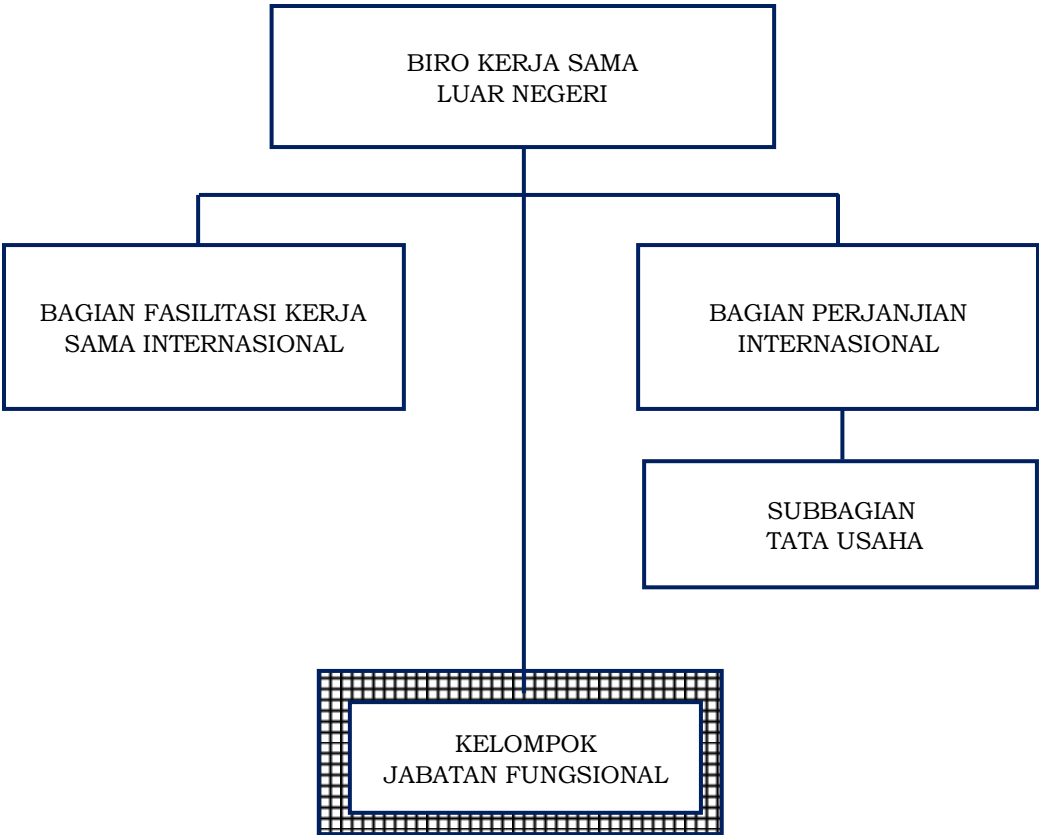 BIRO KERJA SAMA
LUAR NEGERI
BAGIAN FASILITASI KERJA
SAMA INTERNASIONAL
BAGIAN PERJANJIAN
INTERNASIONAL
SUBBAGIAN
TATA USAHA
KELOMPOK
JABATAN FUNGSIONAL